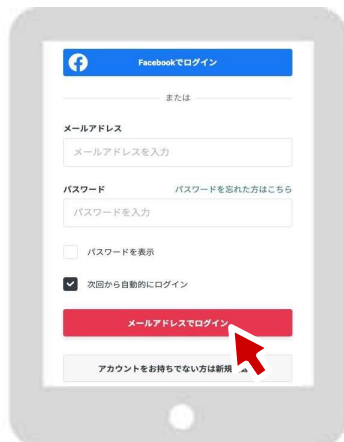 Facebookでログイン
または
メールアドレス
メールアドレスを入力
パスワード パスワードを忘れた方はこちら
パスワードを入力
パスワードを表示
次回から自動的にログイン
メールアドレスでログイン
アカウントをお持ちでない方は新規